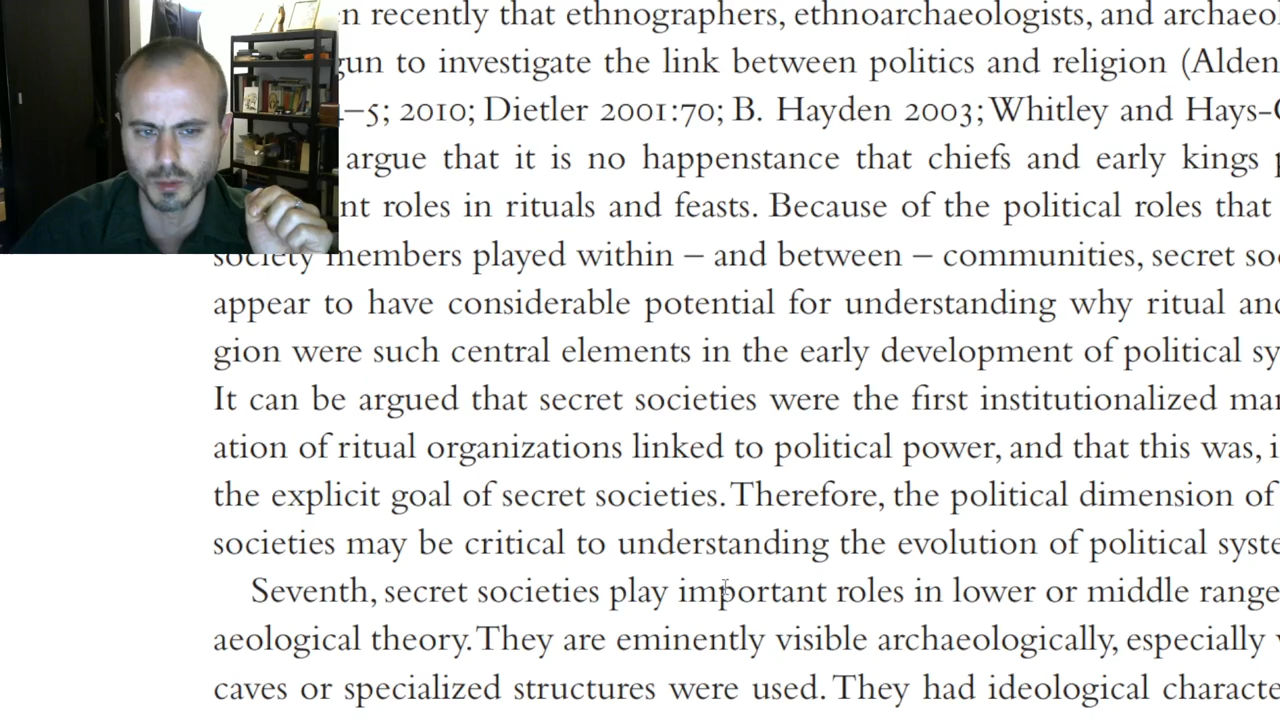 n recently that ethnographers, ethnoarchaeologists, and archaeol
gun to investigate the link between politics and religion (Alden
–5; 2010; Dietler 2001:70; B. Hayden 2003; Whitley and Hays-G
argue that it is no happenstance that chiefs and early kings p
nt roles in rituals and feasts. Because of the political roles that
society members played within – and between – communities, secret soc
appear to have considerable potential for understanding why ritual and
gion were such central elements in the early development of political sy
It can be argued that secret societies were the first institutionalized man
ation of ritual organizations linked to political power, and that this was, i
the explicit goal of secret societies. Therefore, the political dimension of
societies may be critical to understanding the evolution of political syste
Seventh, secret societies play important roles in lower or middle range
aeological theory. They are eminently visible archaeologically, especially
caves or specialized structures were used. They had ideological characte